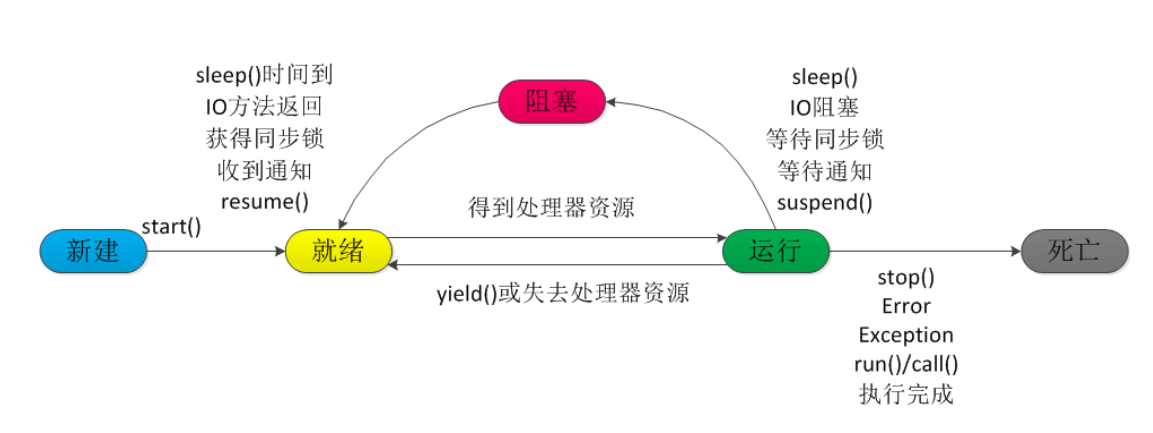 sleep()时间到
IO方法返回
获得同步锁
收到通知
resume()
阻塞
sleep()
IO阻塞
等待同步锁
等待通知
suspend()
start()
得到处理器资源
新建
就绪
运行
死亡
yield()或失去处理器资源
stop()
Error
Exception
run()/call()
执行完成